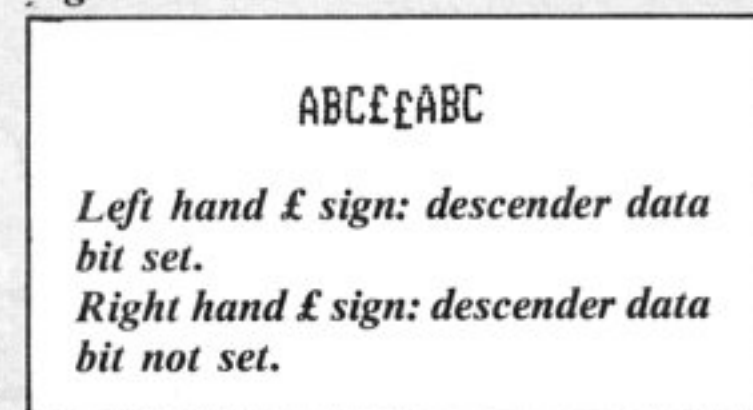 ABC££ABC
Left hand £ sign: descender data
bit set.
Right hand £ sign: descender data
bit not set.